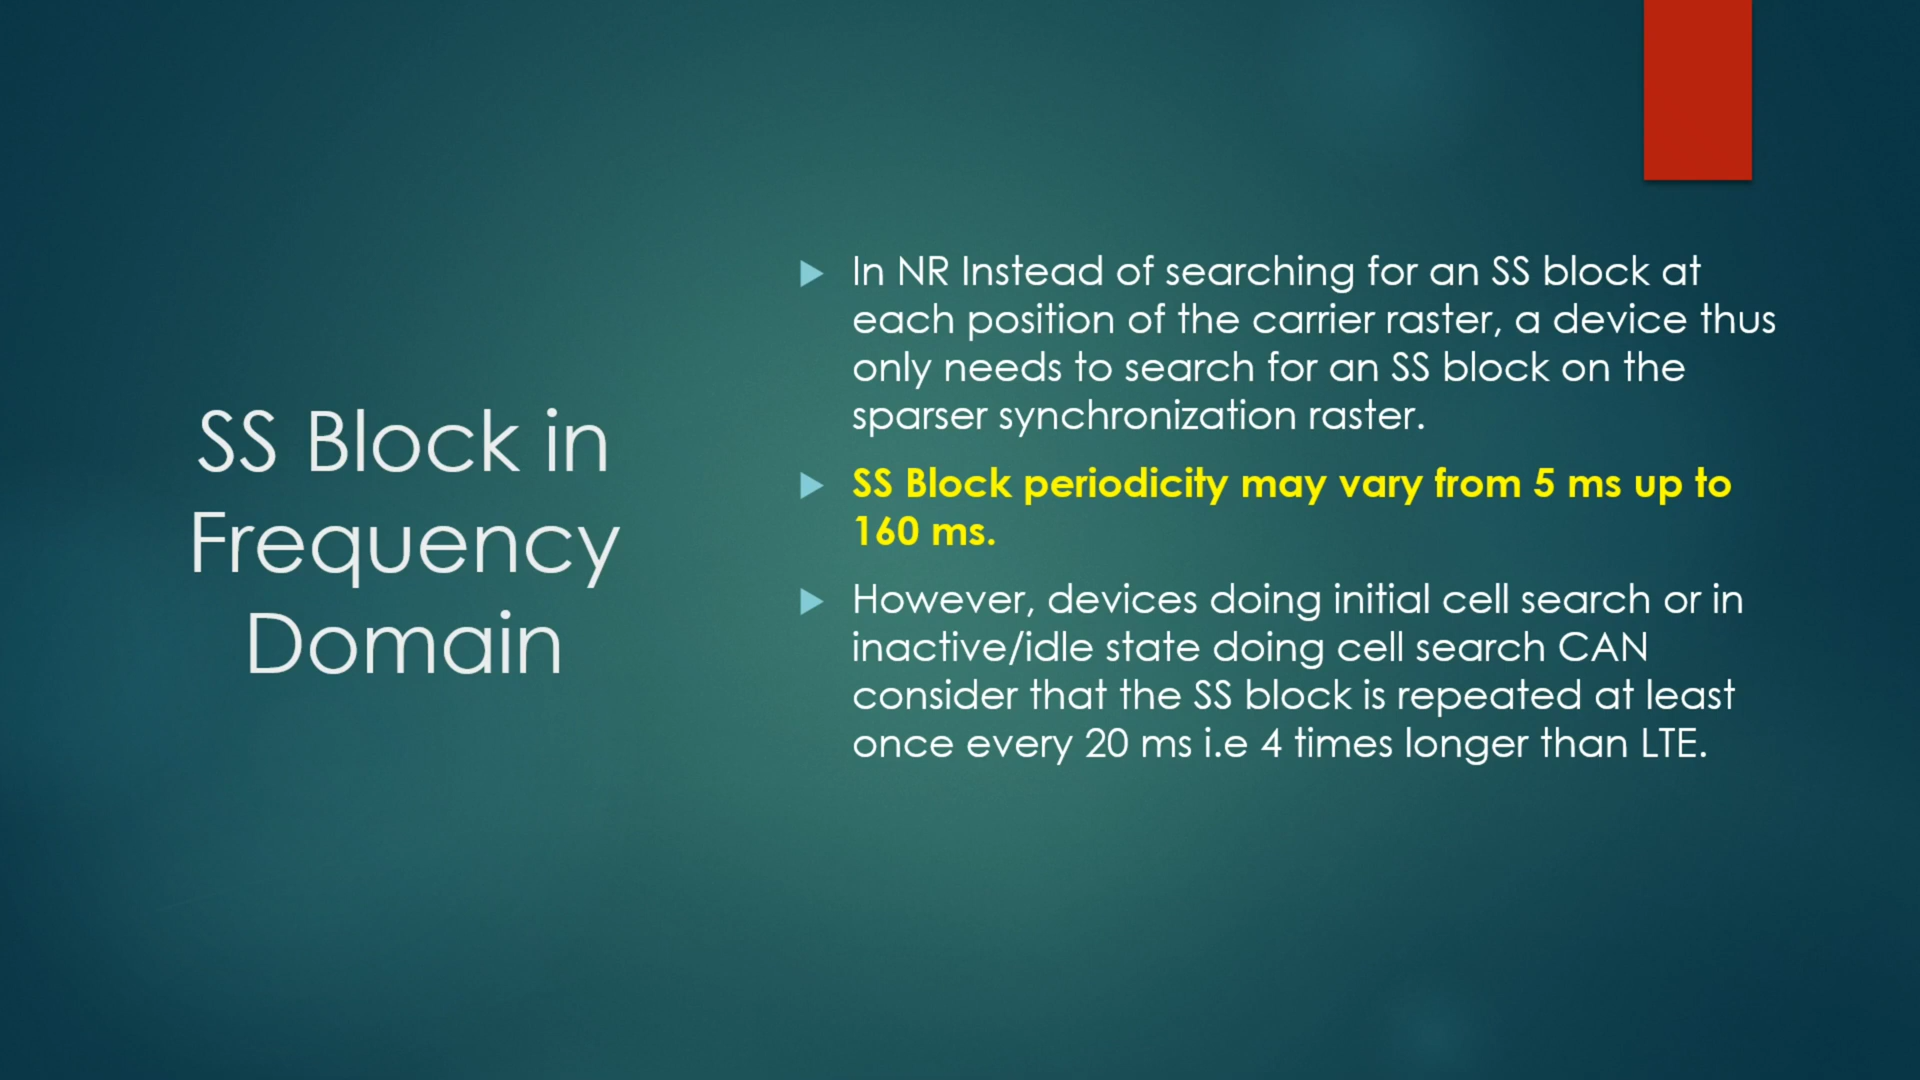 SS Block in
Frequency
Domain
In NR Instead of searching for an SS block at
each position of the carrier raster, a device thus
only needs to search for an SS block on the
sparser synchronization raster.
SS Block periodicity may vary from 5 ms up to
160 ms.
However, devices doing initial cell search or in
inactive/idle state doing cell search CAN
consider that the SS block is repeated at least
once every 20 ms i.e 4 times longer than LTE.